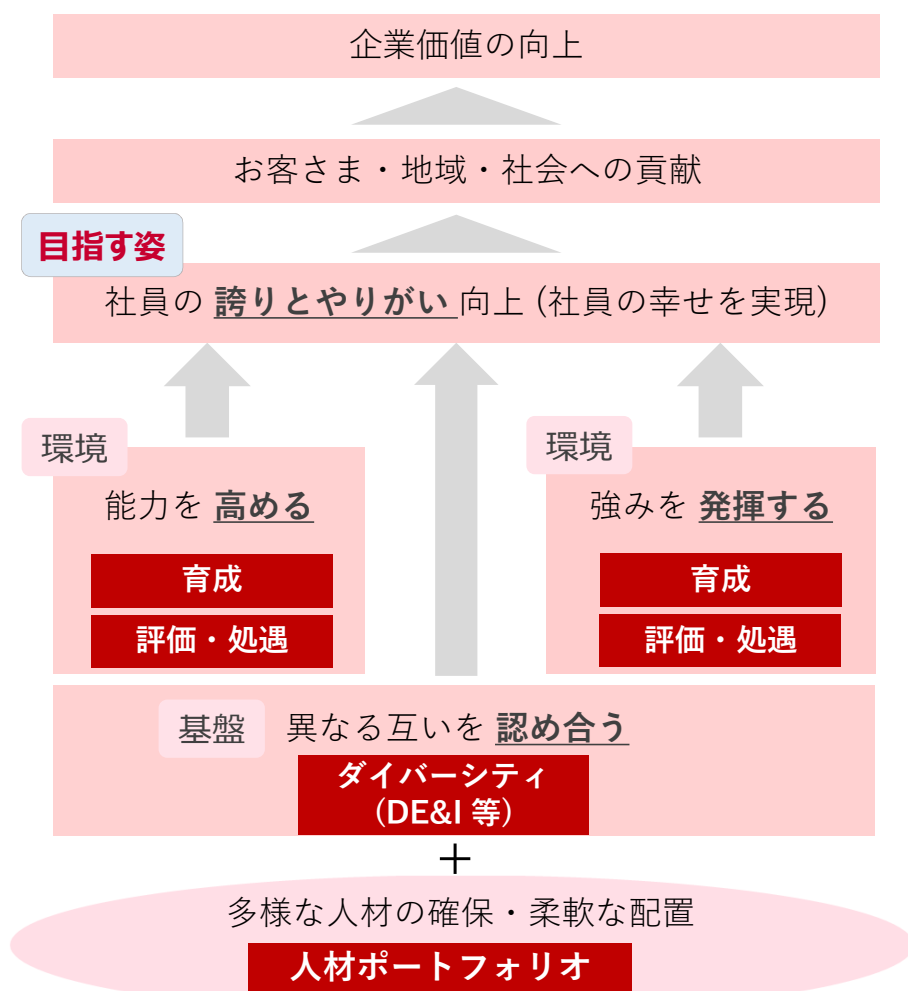 企業価値の向上
お客さま・地域・社会への貢献
目指す姿
社員の 誇りとやりがい 向上 (社員の幸せを実現)
環境
能力を 高める
育成
評価・処遇
環境
強みを 発揮する
育成
評価・処遇
基盤 異なる互いを 認め合う
ダイバーシティ
(DE&I 等)
+
多様な人材の確保・柔軟な配置
人材ポートフォリオ